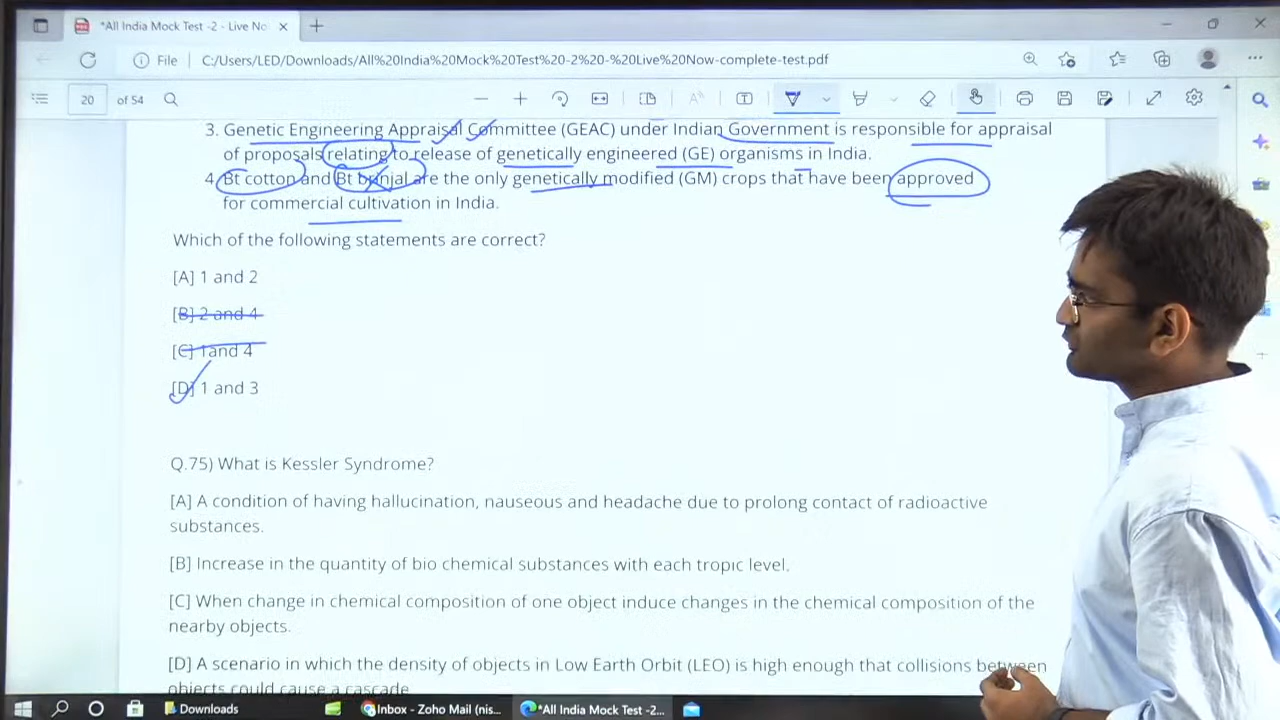 *All India Mock Test -2 - Live No
File
C:/Users/LED/Downloads/All%20India%20Mock%20Test%20-2%20-%20Live%20Now-complete-test.pdf
20 of 54
3. Genetic Engineering Appraisal Committee (GEAC) under Indian Government is responsible for appraisal
of proposals relating to release of genetically engineered (GE) organisms in India.
4. Bt cotton and Bt brinjal are the only genetically modified (GM) crops that have been approved
for commercial cultivation in India.
Which of the following statements are correct?
[A] 1 and 2
[B] 2 and 4
[C] 1and 4
[D] 1 and 3
Q.75) What is Kessler Syndrome?
[A] A condition of having hallucination, nauseous and headache due to prolong contact of radioactive
substances.
[B] Increase in the quantity of bio chemical substances with each tropic level.
[C] When change in chemical composition of one object induce changes in the chemical composition of the
nearby objects.
[D] A scenario in which the density of objects in Low Earth Orbit (LEO) is high enough that collisions between
objects could cause a cascade
Downloads
Inbox - Zoho Mail (nis...
*All India Mock Test -2...